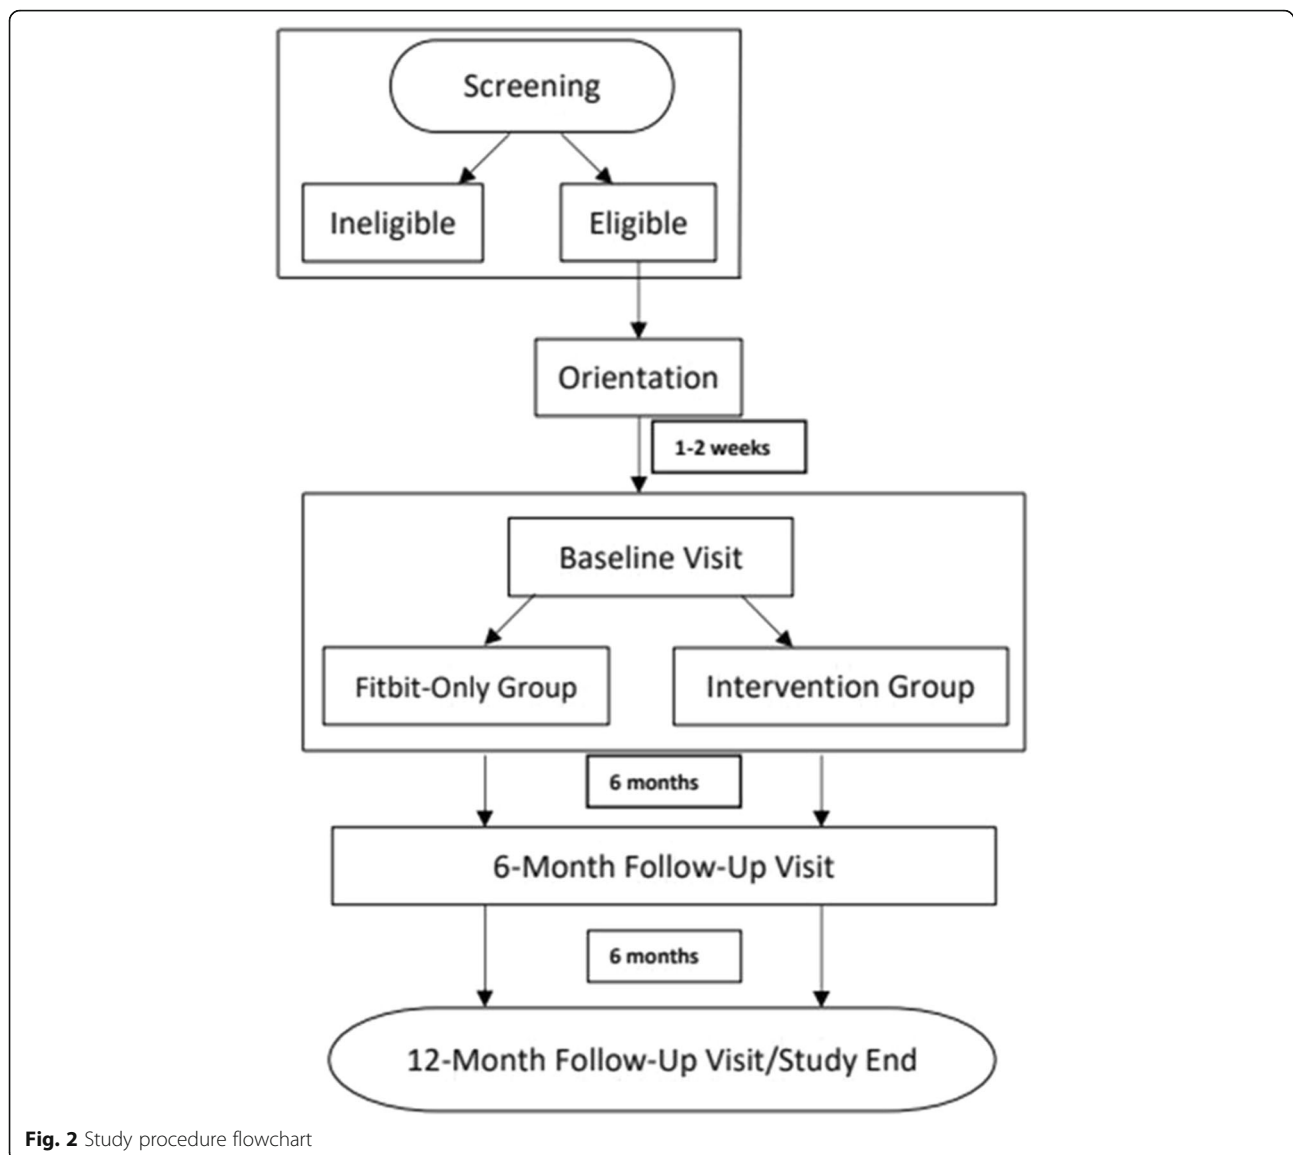 Screening
Ineligible
Eligible
Orientation
1-2 weeks
Baseline Visit
Fitbit-Only Group
Intervention Group
6 months
6-Month Follow-Up Visit
6 months
12-Month Follow-Up Visit/Study End
Fig. 2 Study procedure flowchart